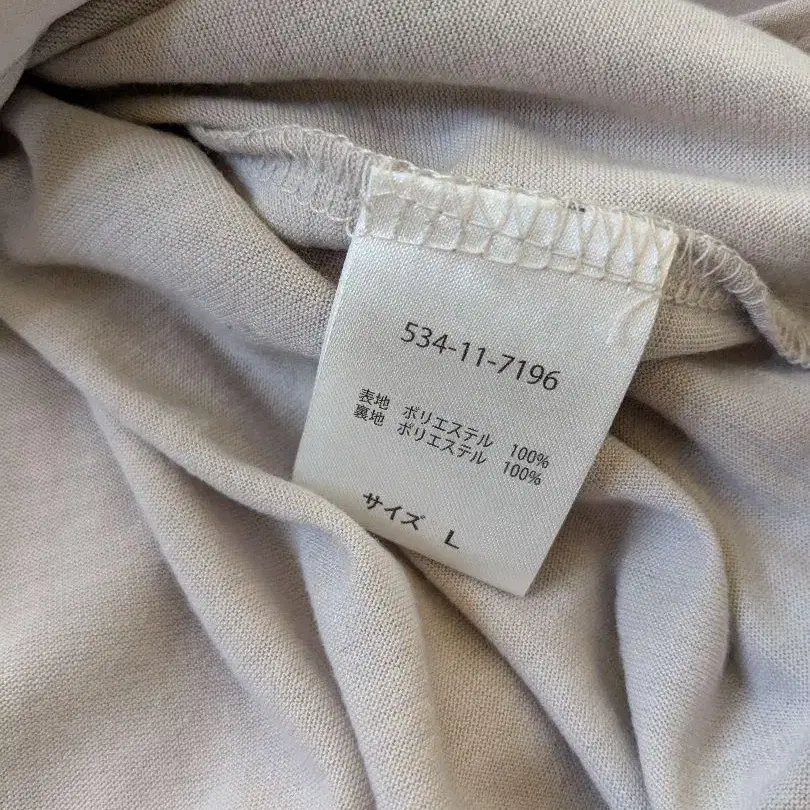 534-11-7196
表地 ポリエステル 100%
裏地 ポリエステル 100%
サイズ L